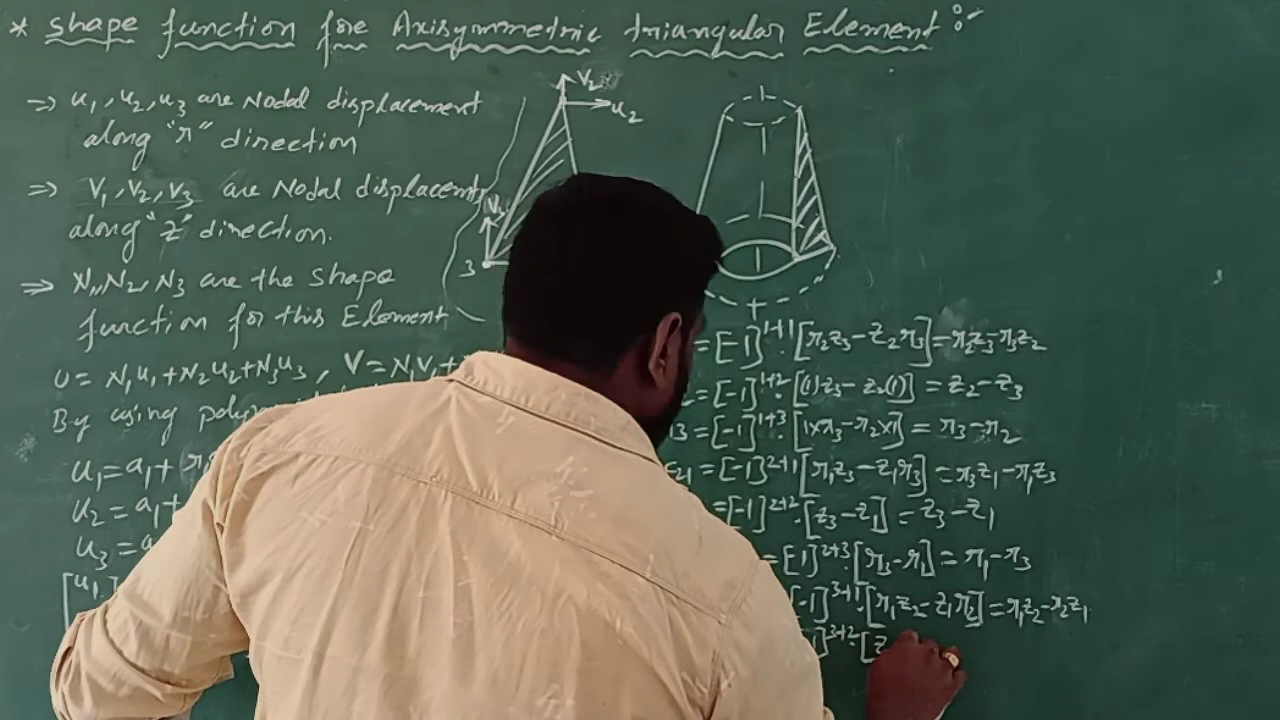 * Shape function for Axisymmetric triangular Element :-
=> u₁, u₂, u₃ are Nodal displacement
along "r" direction
=> V₁, V₂, V₃ are Nodal displacements
along "Z" direction.
=> N₁, N₂, N₃ are the shape
function for this Element
U = N₁u₁+N₂u₂+N₃u₃, V = N₁V₁+
By using
u₁ = a₁+
u₂ = a₁+
u₃ =
[u₁
V₂
u₂
V₃
3
= [-1]¹⁺¹.[r₂z₃-z₂r₃] = r₂z₃-r₃z₂
= [-1]¹⁺².[(1)z₃-z₂(1)] = z₂-z₃
13 = [-1]¹⁺³.[1×r₃-r₂×1] = r₃-r₂
21 = [-1]²⁺¹[r₁z₃-z₁r₃] = r₃z₁-r₁z₃
= [-1]²⁺².[z₃-z₁] = z₃-z₁
= [-1]²⁺³.[r₃-r₁] = r₁-r₃
[-1]³⁺¹.[r₁z₂-z₁r₂] = r₁z₂-r₂z₁
1]³⁺².[z